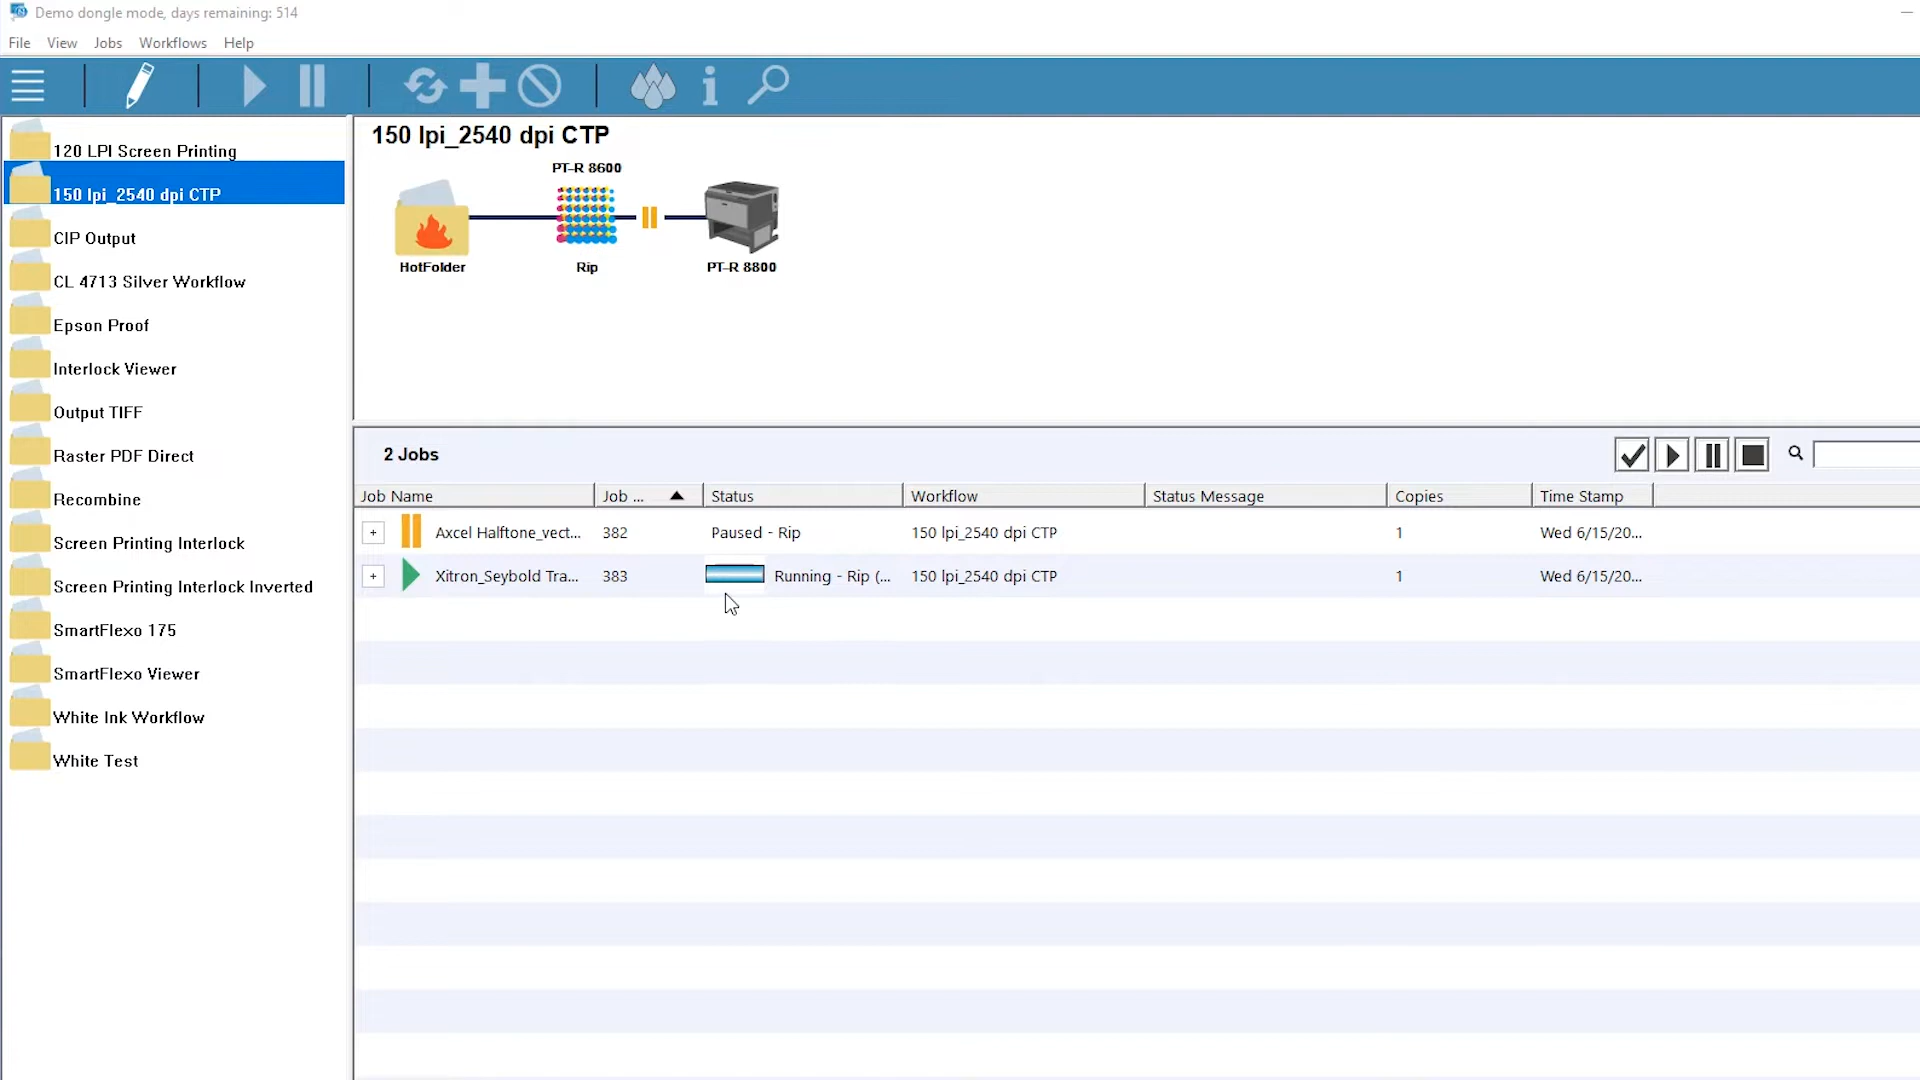 Demo dongle mode, days remaining: 514
File View Jobs Workflows Help
120 LPI Screen Printing
150 lpi_2540 dpi CTP
CIP Output
CL 4713 Silver Workflow
Epson Proof
Interlock Viewer
Output TIFF
Raster PDF Direct
Recombine
Screen Printing Interlock
Screen Printing Interlock Inverted
SmartFlexo 175
SmartFlexo Viewer
White Ink Workflow
White Test
150 lpi_2540 dpi CTP
PT-R 8600
HotFolder Rip PT-R 8800
2 Jobs
Job Name Job ... Status Workflow Status Message Copies Time Stamp
+ Axcel Halftone_vect... 382 Paused - Rip 150 lpi_2540 dpi CTP 1 Wed 6/15/20...
+ Xitron_Seybold Tra... 383 Running - Rip (... 150 lpi_2540 dpi CTP 1 Wed 6/15/20...